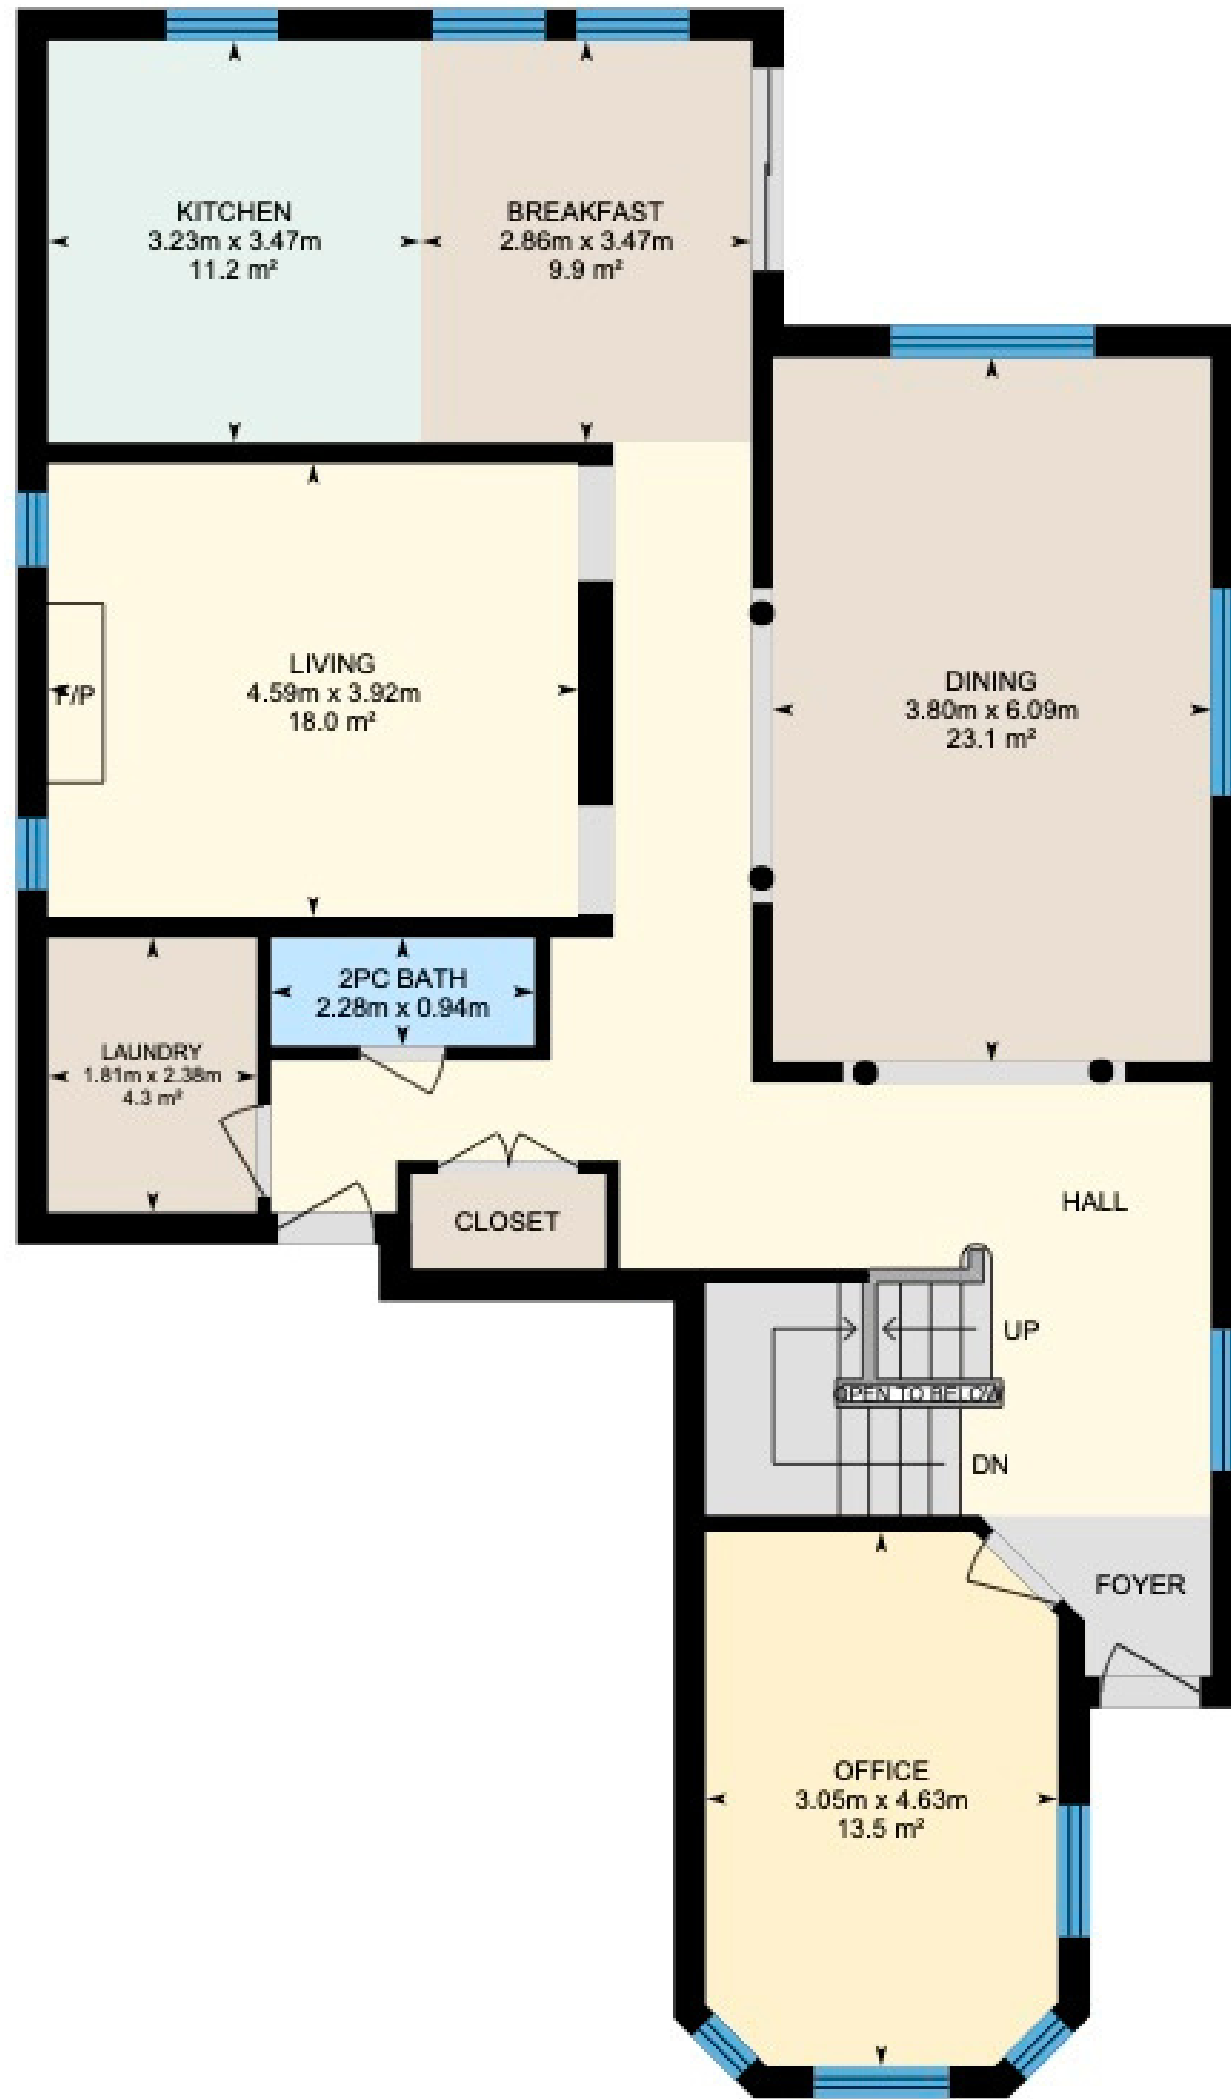 KITCHEN
3.23m x 3.47m
11.2 m²
BREAKFAST
2.86m x 3.47m
9.9 m²
LIVING
4.59m x 3.92m
18.0 m²
F/P
DINING
3.80m x 6.09m
23.1 m²
2PC BATH
2.28m x 0.94m
LAUNDRY
1.81m x 2.38m
4.3 m²
CLOSET
HALL
UP
OPEN TO BELOW
DN
FOYER
OFFICE
3.05m x 4.63m
13.5 m²